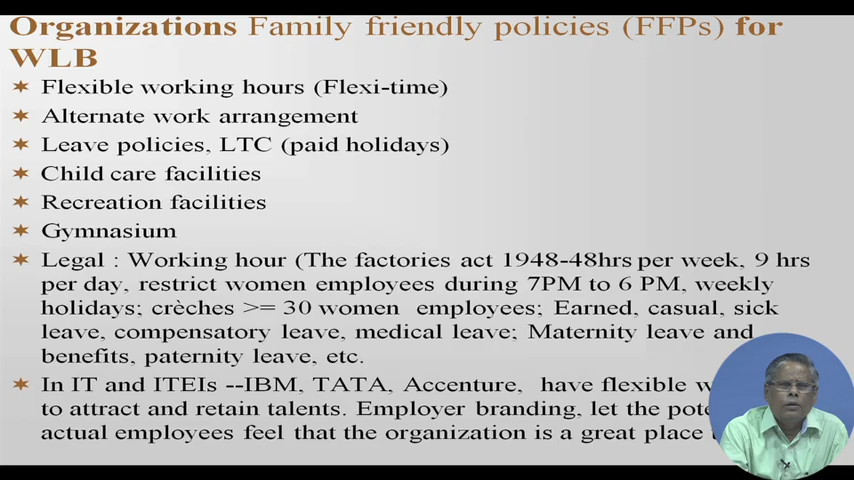 Organizations Family friendly policies (FFPs) for
WLB
Flexible working hours (Flexi-time)
Alternate work arrangement
Leave policies, LTC (paid holidays)
Child care facilities
Recreation facilities
Gymnasium
Legal : Working hour (The factories act 1948-48hrs per week, 9 hrs
per day, restrict women employees during 7PM to 6 PM, weekly
holidays; crèches >= 30 women employees; Earned, casual, sick
leave, compensatory leave, medical leave; Maternity leave and
benefits, paternity leave, etc.
In IT and ITEIs --IBM, TATA, Accenture, have flexible
to attract and retain talents. Employer branding, let the
actual employees feel that the organization is a great place